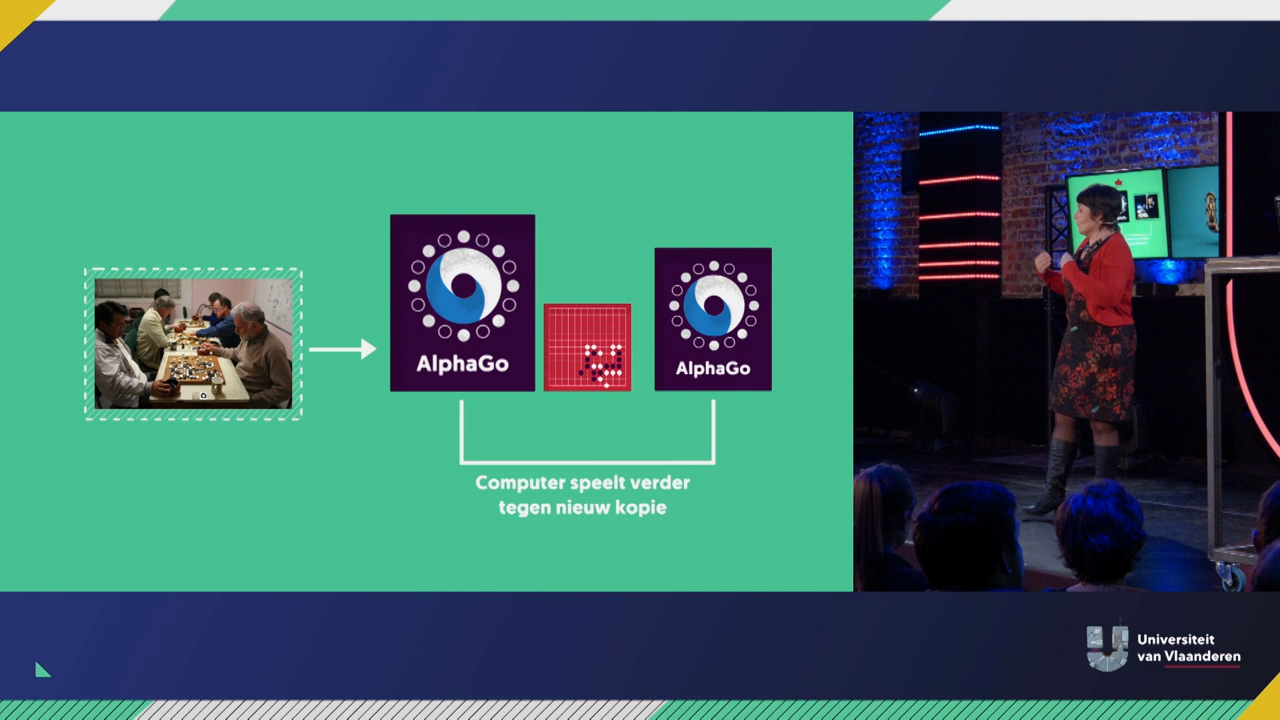 AlphaGo
AlphaGo
Computer speelt verder
tegen nieuw kopie
Universiteit
van Vlaanderen